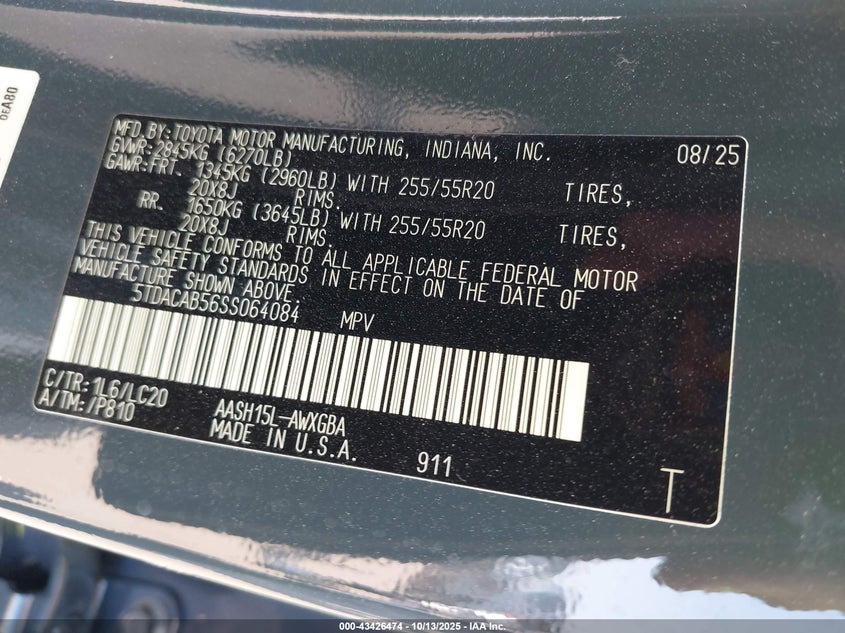 0EA80
MFD.BY:TOYOTA MOTOR MANUFACTURING, INDIANA, INC. 08/25
GVWR:2845KG (6270LB)
GAWR:FRT. 1345KG (2960LB) WITH 255/55R20 TIRES,
20X8J RIMS.
RR. 1650KG (3645LB) WITH 255/55R20 TIRES,
20X8J RIMS.
THIS VEHICLE CONFORMS TO ALL APPLICABLE FEDERAL MOTOR
VEHICLE SAFETY STANDARDS IN EFFECT ON THE DATE OF
MANUFACTURE SHOWN ABOVE.
5TDACAB56SS064084 MPV
C/TR:1L6/LC20 AASH15L-AWXGBA
A/TM:/P810 MADE IN U.S.A. 911
T
000-43426474 - 10/13/2025 - IAA Inc.